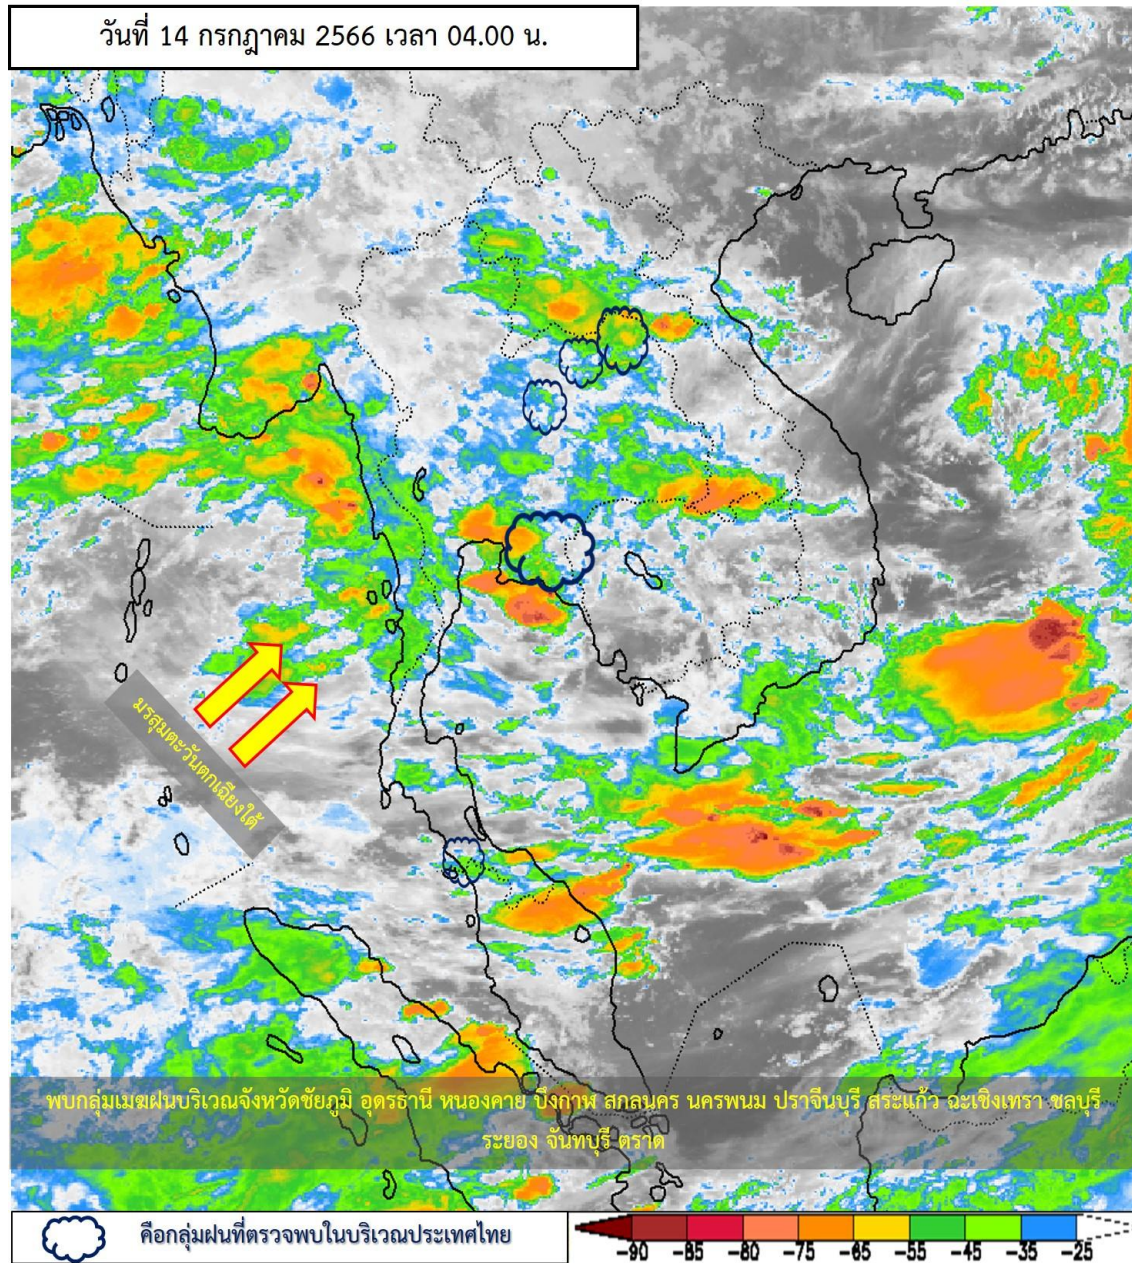 วันที่ 14 กรกฎาคม 2566 เวลา 04.00 น.
มรสุมตะวันตกเฉียงใต้
พบกลุ่มเมฆฝนบริเวณจังหวัดชัยภูมิ อุดรธานี หนองคาย บึงกาฬ สกลนคร นครพนม ปราจีนบุรี สระแก้ว ฉะเชิงเทรา ชลบุรี
ระยอง จันทบุรี ตราด
คือกลุ่มฝนที่ตรวจพบในบริเวณประเทศไทย
-90 -85 -80 -75 -65 -55 -45 -35 -25